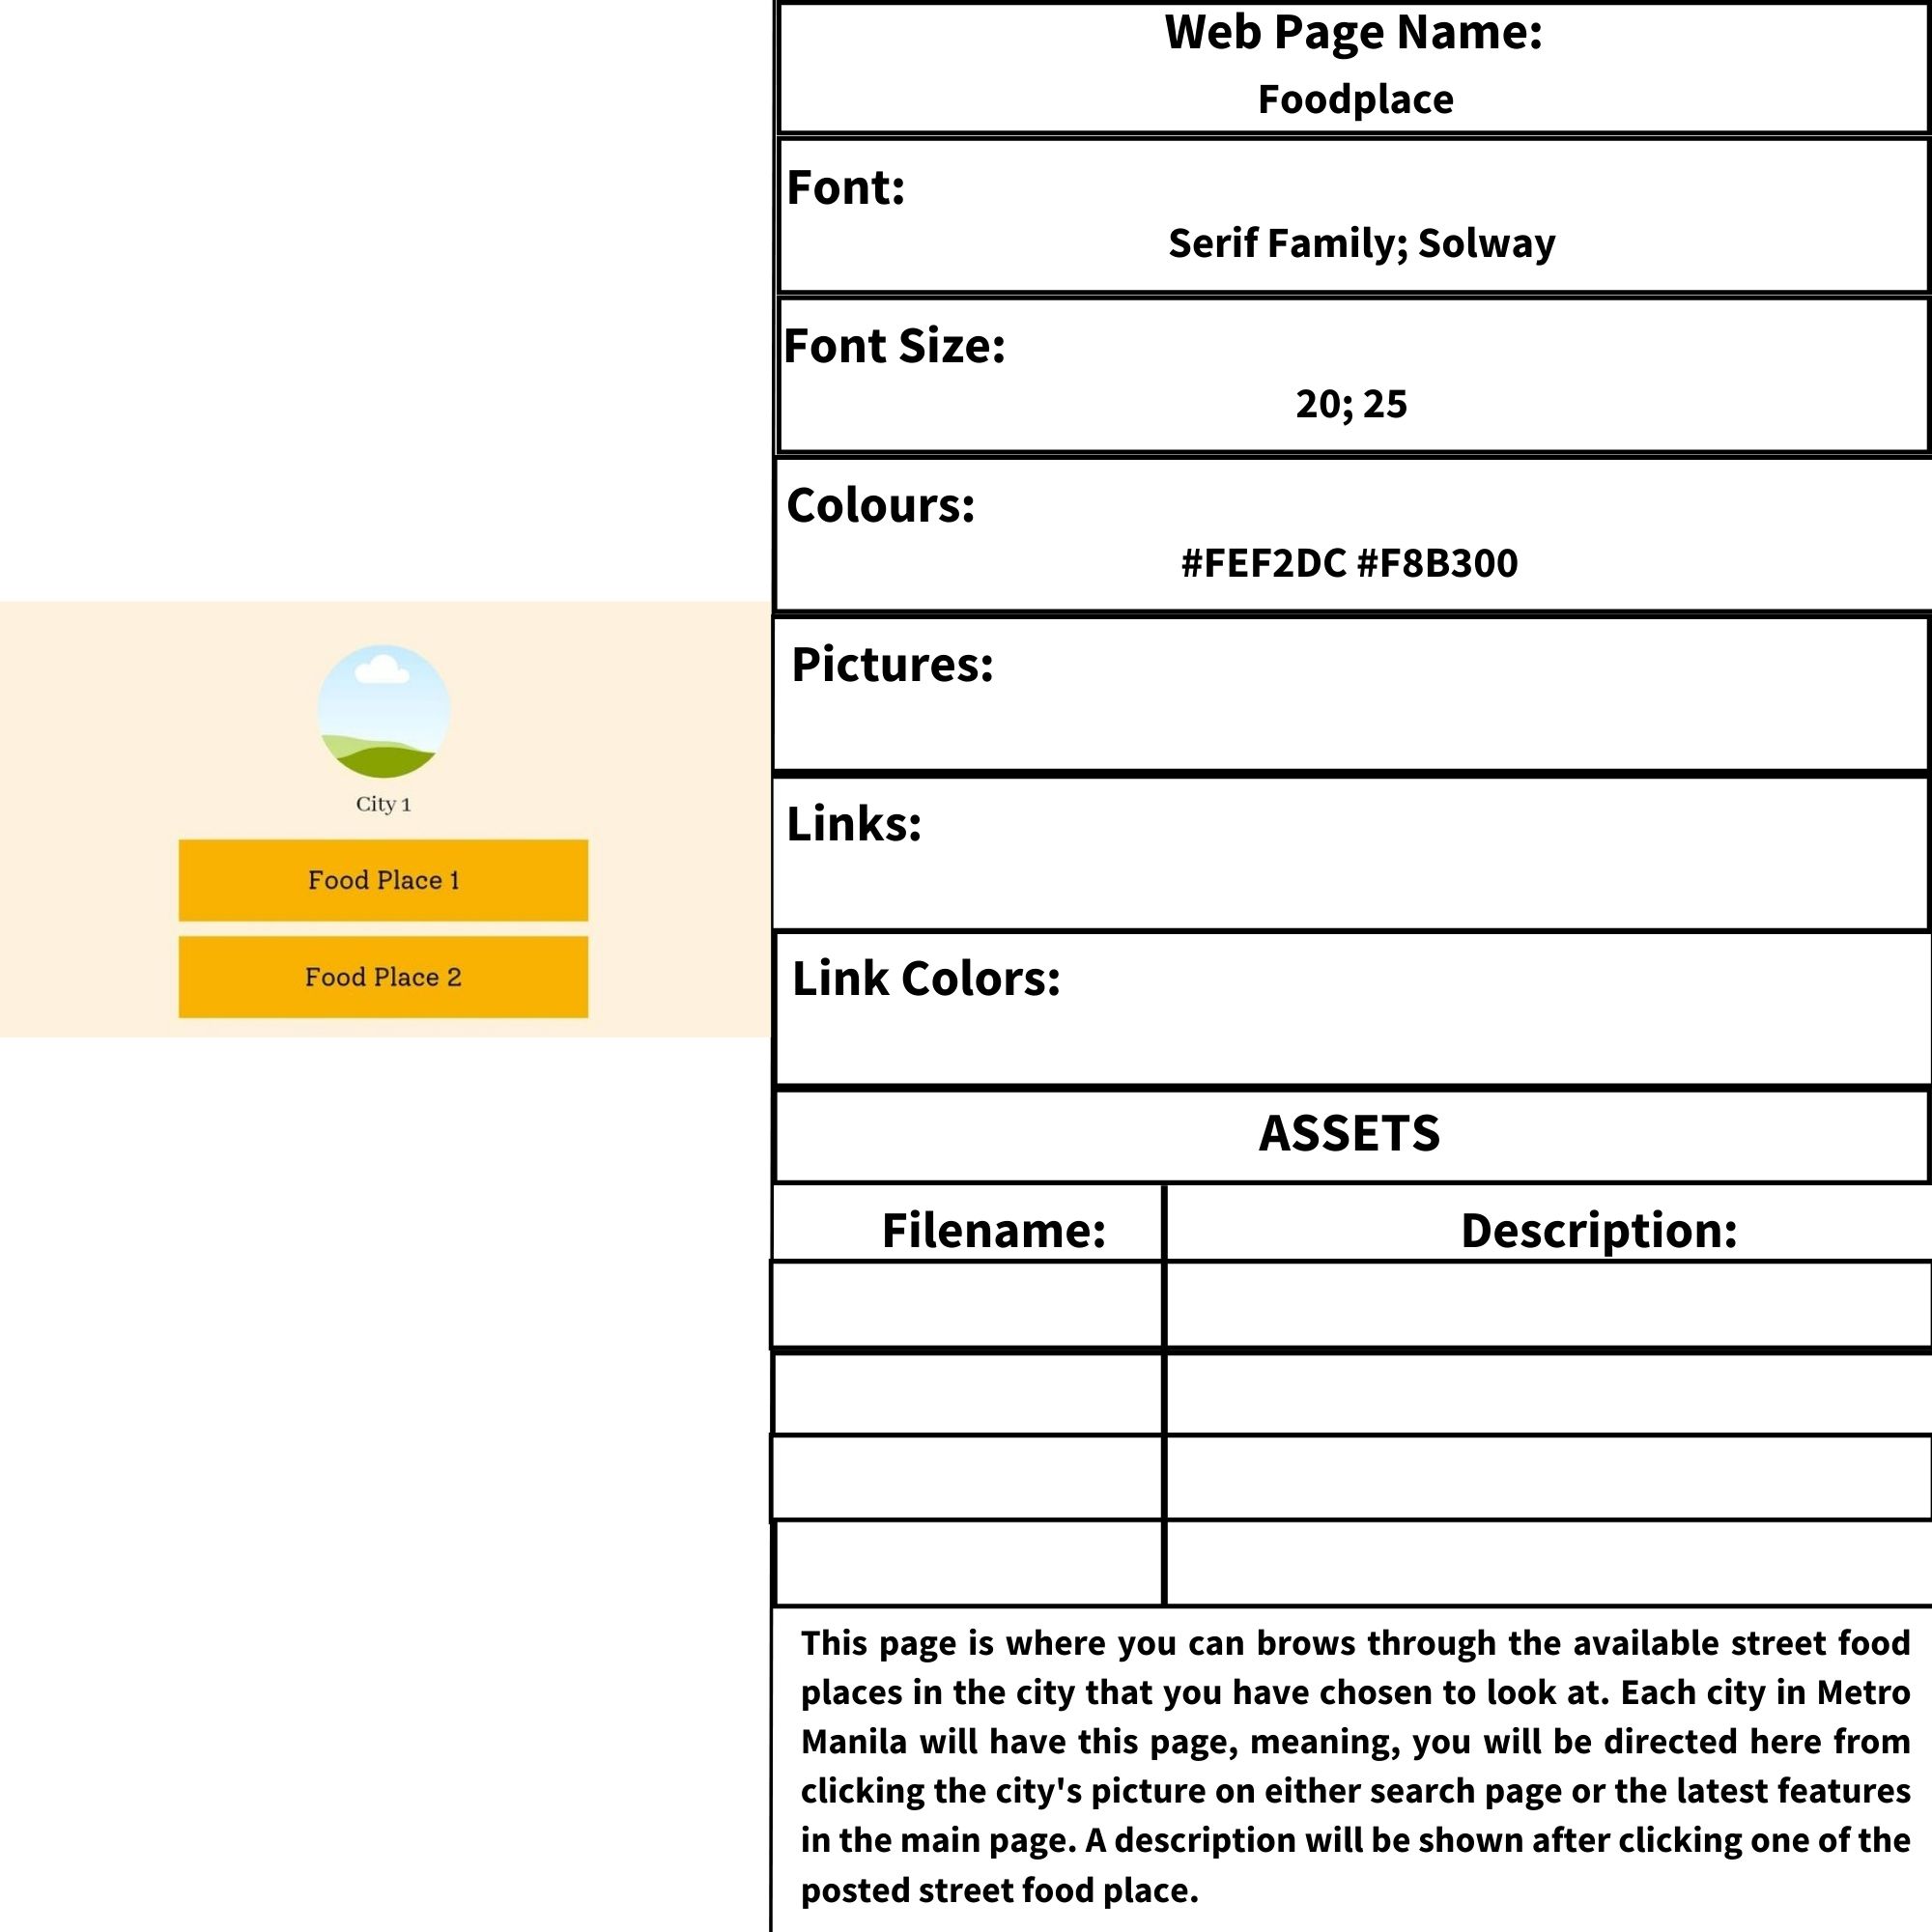 City 1
Food Place 1
Food Place 2
Web Page Name:
Foodplace
Font:
Serif Family; Solway
Font Size:
20; 25
Colours:
#FEF2DC #F8B300
Pictures:
Links:
Link Colors:
ASSETS
Filename: Description:
This page is where you can brows through the available street food
places in the city that you have chosen to look at. Each city in Metro
Manila will have this page, meaning, you will be directed here from
clicking the city's picture on either search page or the latest features
in the main page. A description will be shown after clicking one of the
posted street food place.